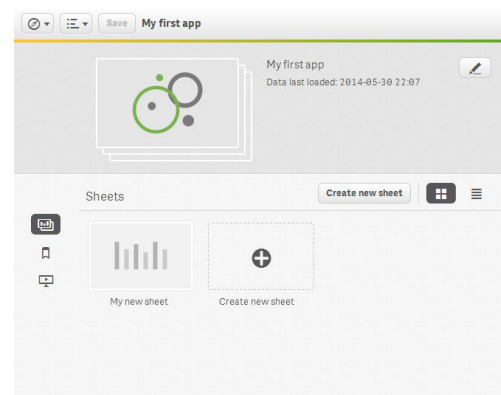 Save My first app
My first app
Data last loaded: 2014-05-30 22:07
Sheets Create new sheet
My new sheet Create new sheet